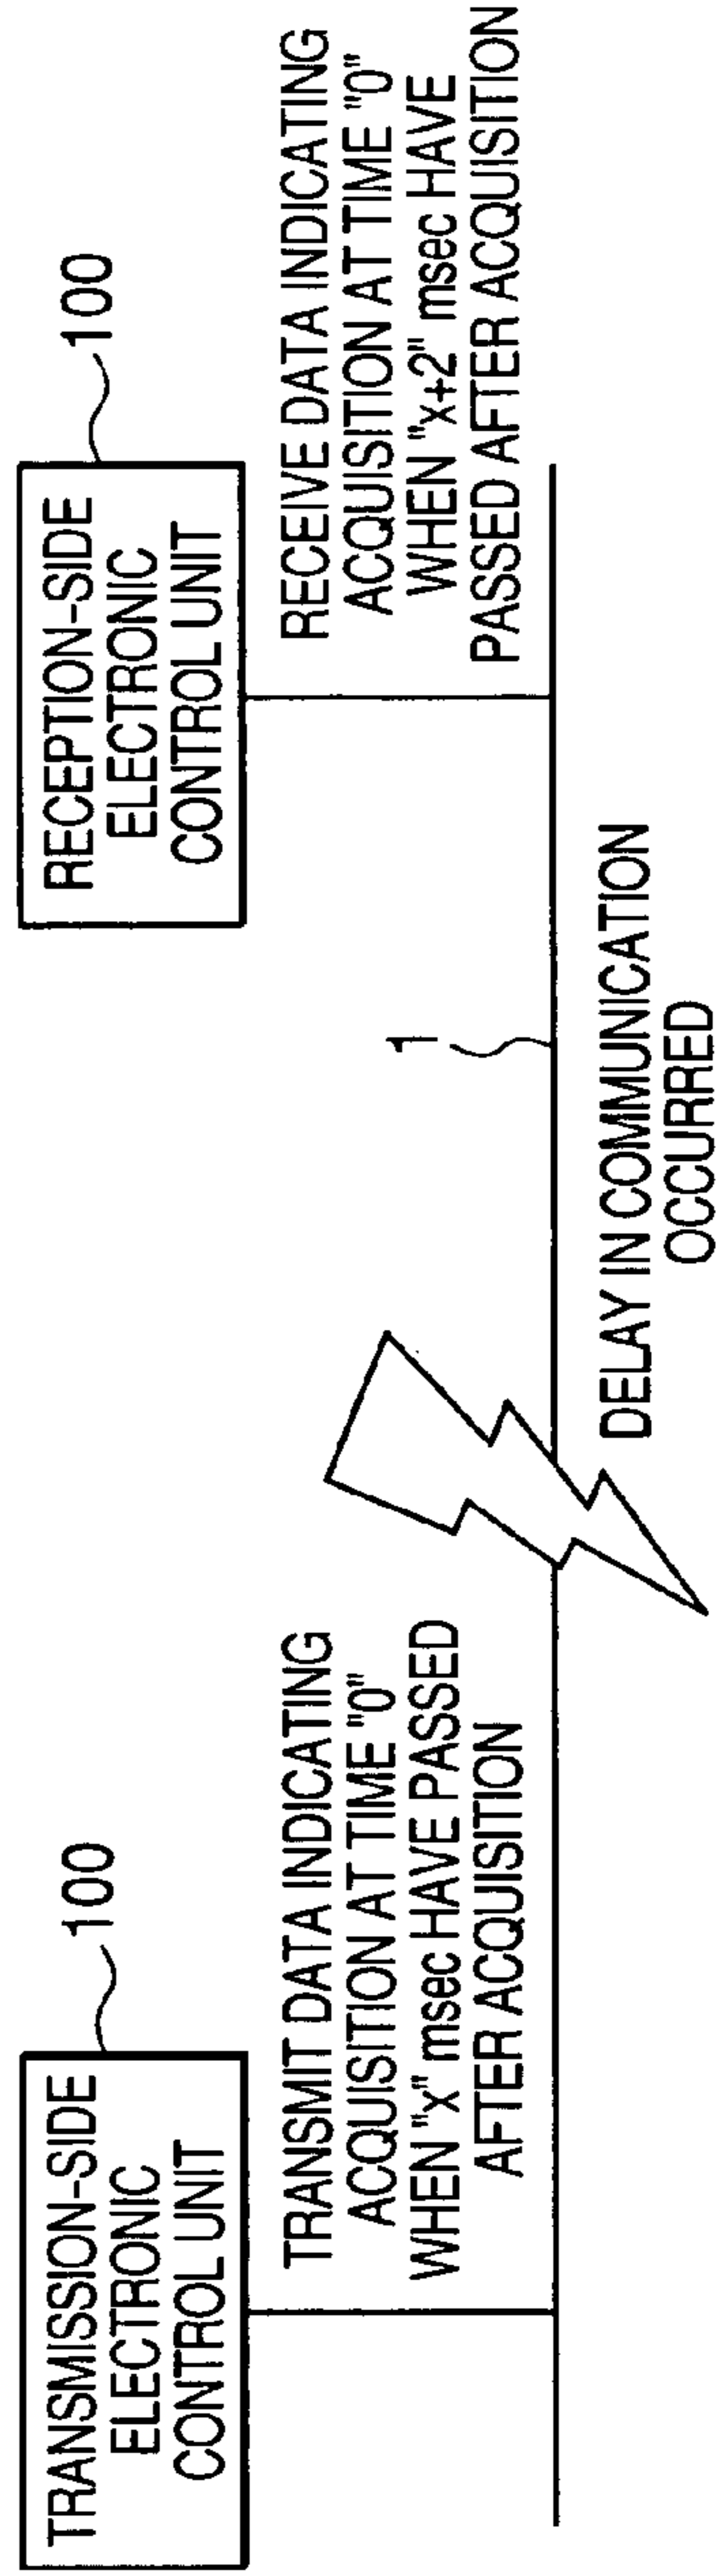 TRANSMISSION-SIDE
ELECTRONIC
CONTROL UNIT
100
TRANSMIT DATA INDICATING
ACQUISITION AT TIME "0"
WHEN "x" msec HAVE PASSED
AFTER ACQUISITION
RECEPTION-SIDE
ELECTRONIC
CONTROL UNIT
100
RECEIVE DATA INDICATING
ACQUISITION AT TIME "0"
WHEN "x+2" msec HAVE
PASSED AFTER ACQUISITION
1
DELAY IN COMMUNICATION
OCCURRED